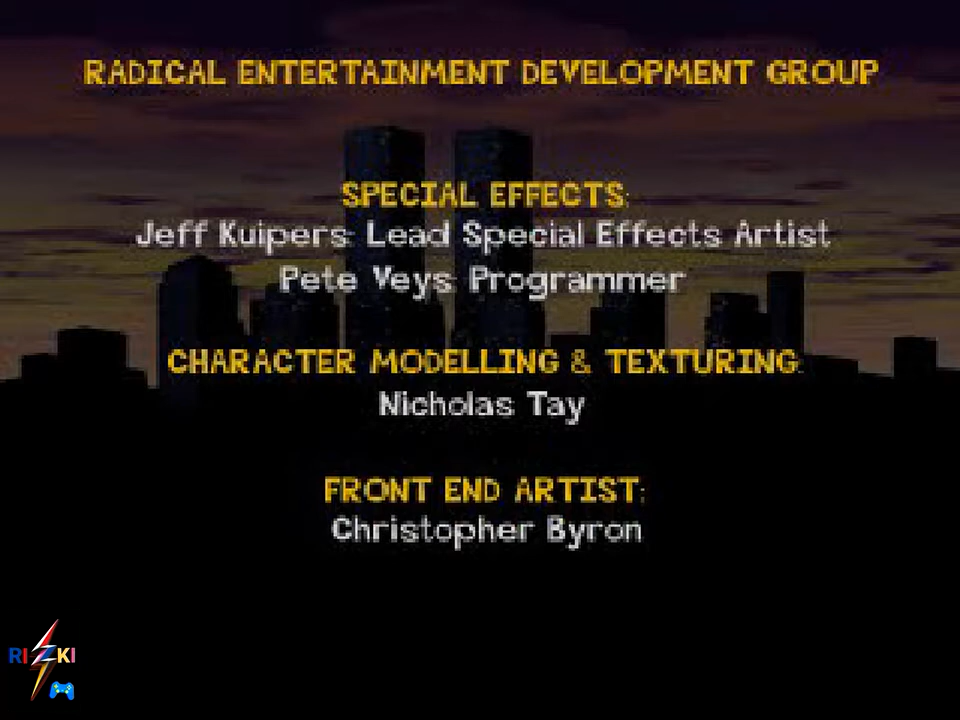 RADICAL ENTERTAINMENT DEVELOPMENT GROUP
SPECIAL EFFECTS:
Jeff Kuipers: Lead Special Effects Artist
Pete Veys: Programmer
CHARACTER MODELLING & TEXTURING:
Nicholas Tay
FRONT END ARTIST:
Christopher Byron
RIZKI